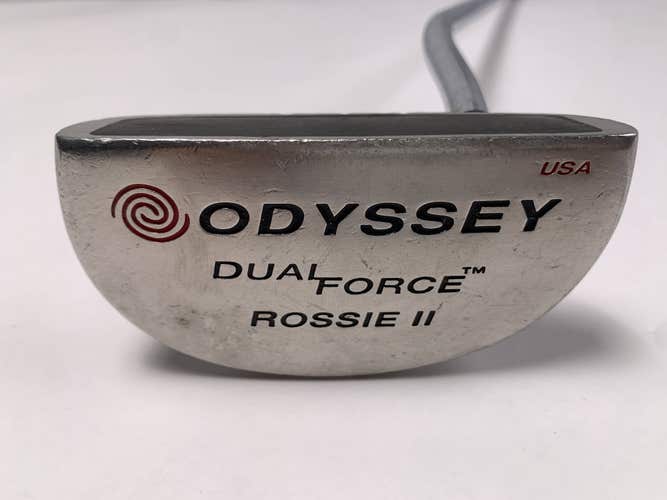 USA
ODYSSEY
DUAL FORCE™
ROSSIE II